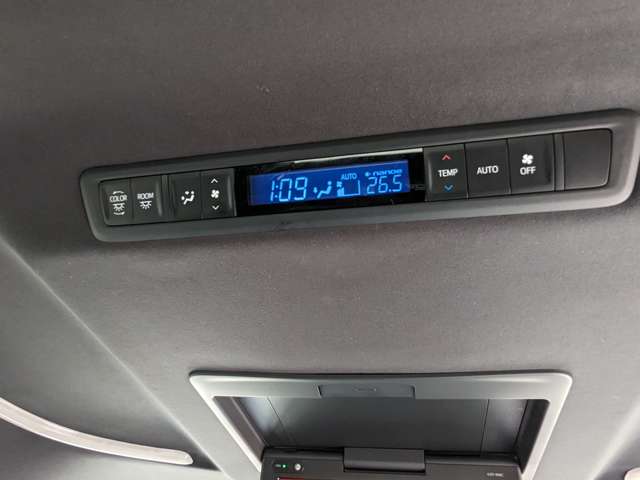 COLOR
ROOM
1:09
AUTO
nanoe
26.5
TEMP
AUTO
OFF